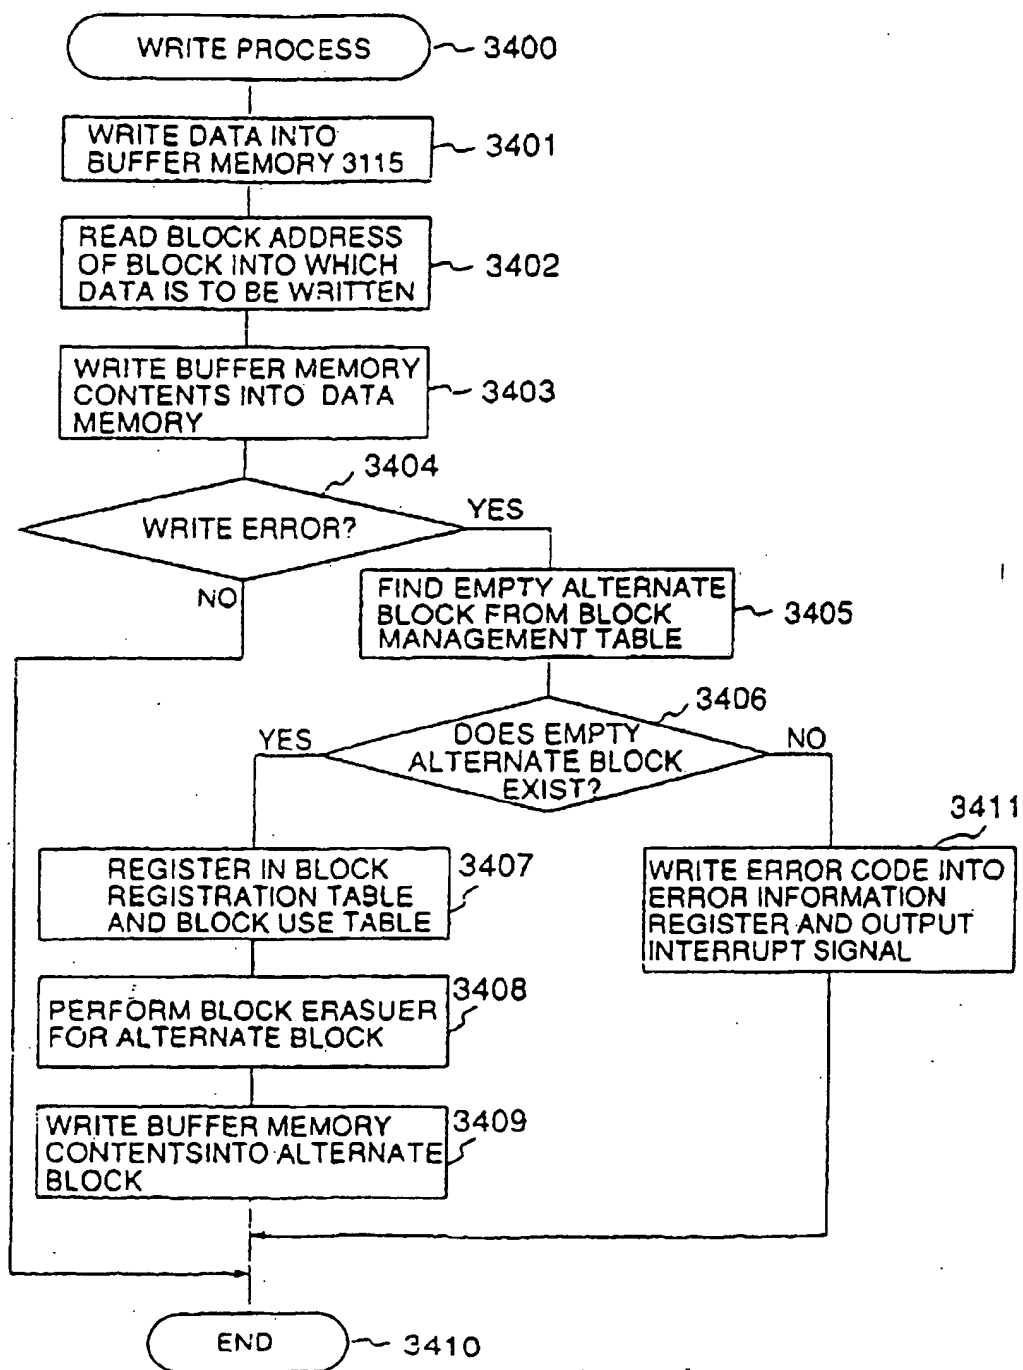 WRITE PROCESS
3400
WRITE DATA INTO
BUFFER MEMORY 3115
3401
READ BLOCK ADDRESS
OF BLOCK INTO WHICH
DATA IS TO BE WRITTEN
3402
WRITE BUFFER MEMORY
CONTENTS INTO DATA
MEMORY
3403
3404
WRITE ERROR?
YES
NO
FIND EMPTY ALTERNATE
BLOCK FROM BLOCK
MANAGEMENT TABLE
3405
3406
DOES EMPTY
ALTERNATE BLOCK
EXIST?
YES
NO
3407
REGISTER IN BLOCK
REGISTRATION TABLE
AND BLOCK USE TABLE
3411
WRITE ERROR CODE INTO
ERROR INFORMATION
REGISTER AND OUTPUT
INTERRUPT SIGNAL
3408
PERFORM BLOCK ERASUER
FOR ALTERNATE BLOCK
3409
WRITE BUFFER MEMORY
CONTENTSINTO ALTERNATE
BLOCK
END
3410